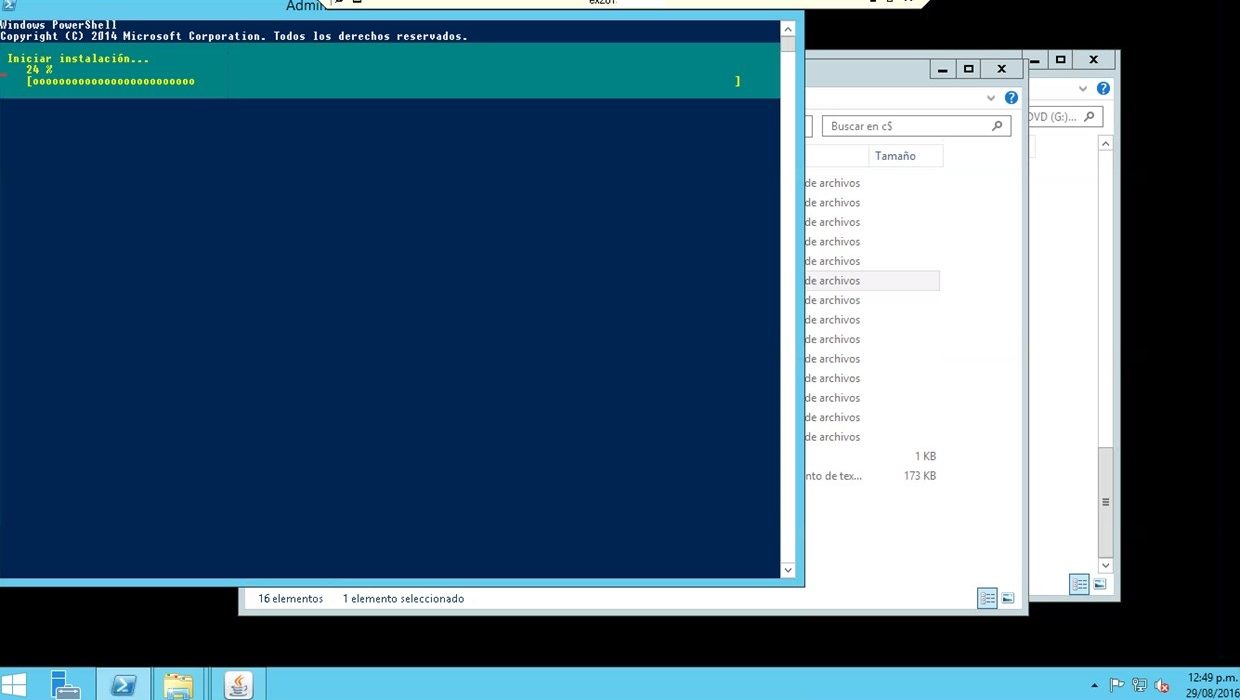 Admin
Windows PowerShell
Copyright (C) 2014 Microsoft Corporation. Todos los derechos reservados.
Iniciar instalación...
24 %
[ooooooooooooooooooooooooo ]
Buscar en c$
DVD (G:)...
Tamaño
de archivos
de archivos
de archivos
de archivos
de archivos
de archivos
de archivos
de archivos
de archivos
de archivos
de archivos
de archivos
de archivos
de archivos
1 KB
nto de tex... 173 KB
16 elementos 1 elemento seleccionado
12:49 p.m.
29/08/2016